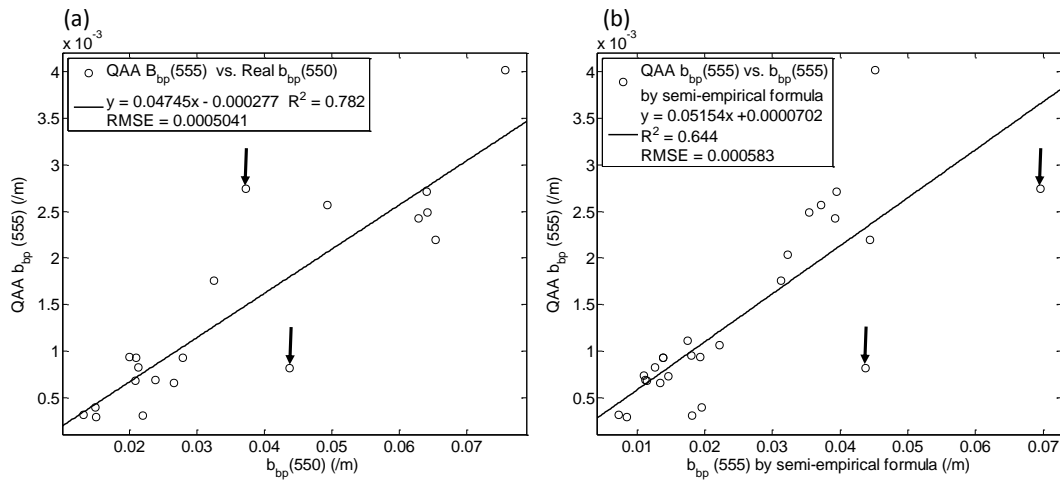 (a)
x 10⁻³
QAA B_bp(555) vs. Real b_bp(550)
y = 0.04745x - 0.000277 R² = 0.782
RMSE = 0.0005041
4
3.5
3
2.5
2
1.5
1
0.5
QAA b_bp (555) (/m)
0.02 0.03 0.04 0.05 0.06 0.07
b_bp(550) (/m)
(b)
x 10⁻³
QAA b_bp(555) vs. b_bp(555)
by semi-empirical formula
y = 0.05154x +0.0000702
R² = 0.644
RMSE = 0.000583
4
3.5
3
2.5
2
1.5
1
0.5
QAA b_bp (555) (/m)
0.01 0.02 0.03 0.04 0.05 0.06 0.07
b_bp (555) by semi-empirical formula (/m)